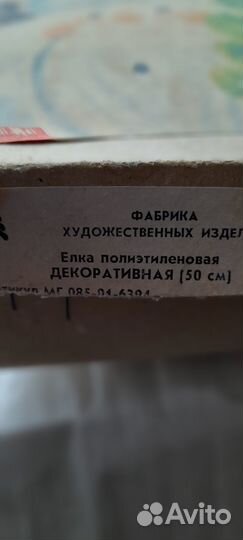 ФАБРИКА
ХУДОЖЕСТВЕННЫХ ИЗДЕЛ
Елка полиэтиленовая
ДЕКОРАТИВНАЯ (50 см)
Avito